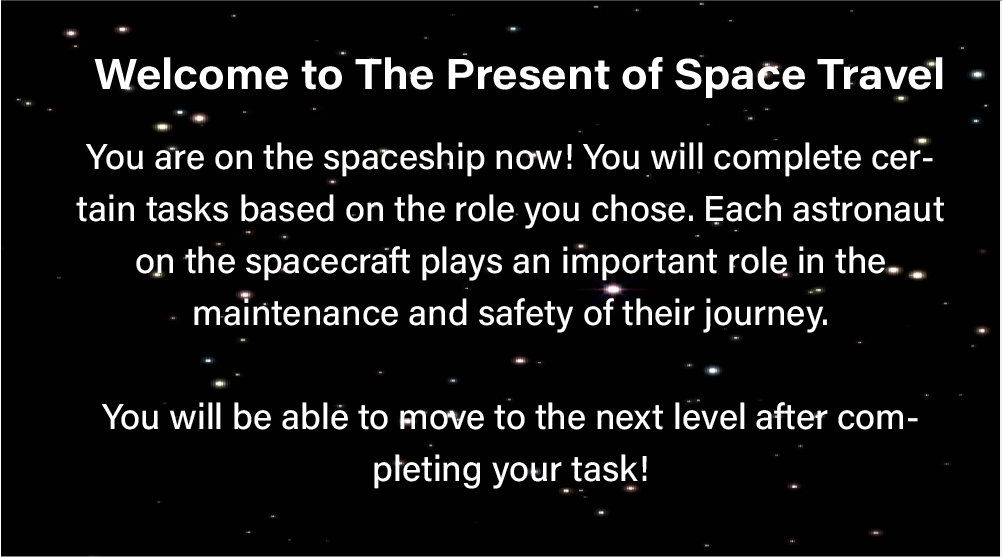 Welcome to The Present of Space Travel
You are on the spaceship now! You will complete cer-
tain tasks based on the role you chose. Each astronaut
on the spacecraft plays an important role in the
maintenance and safety of their journey.
You will be able to move to the next level after com-
pleting your task!